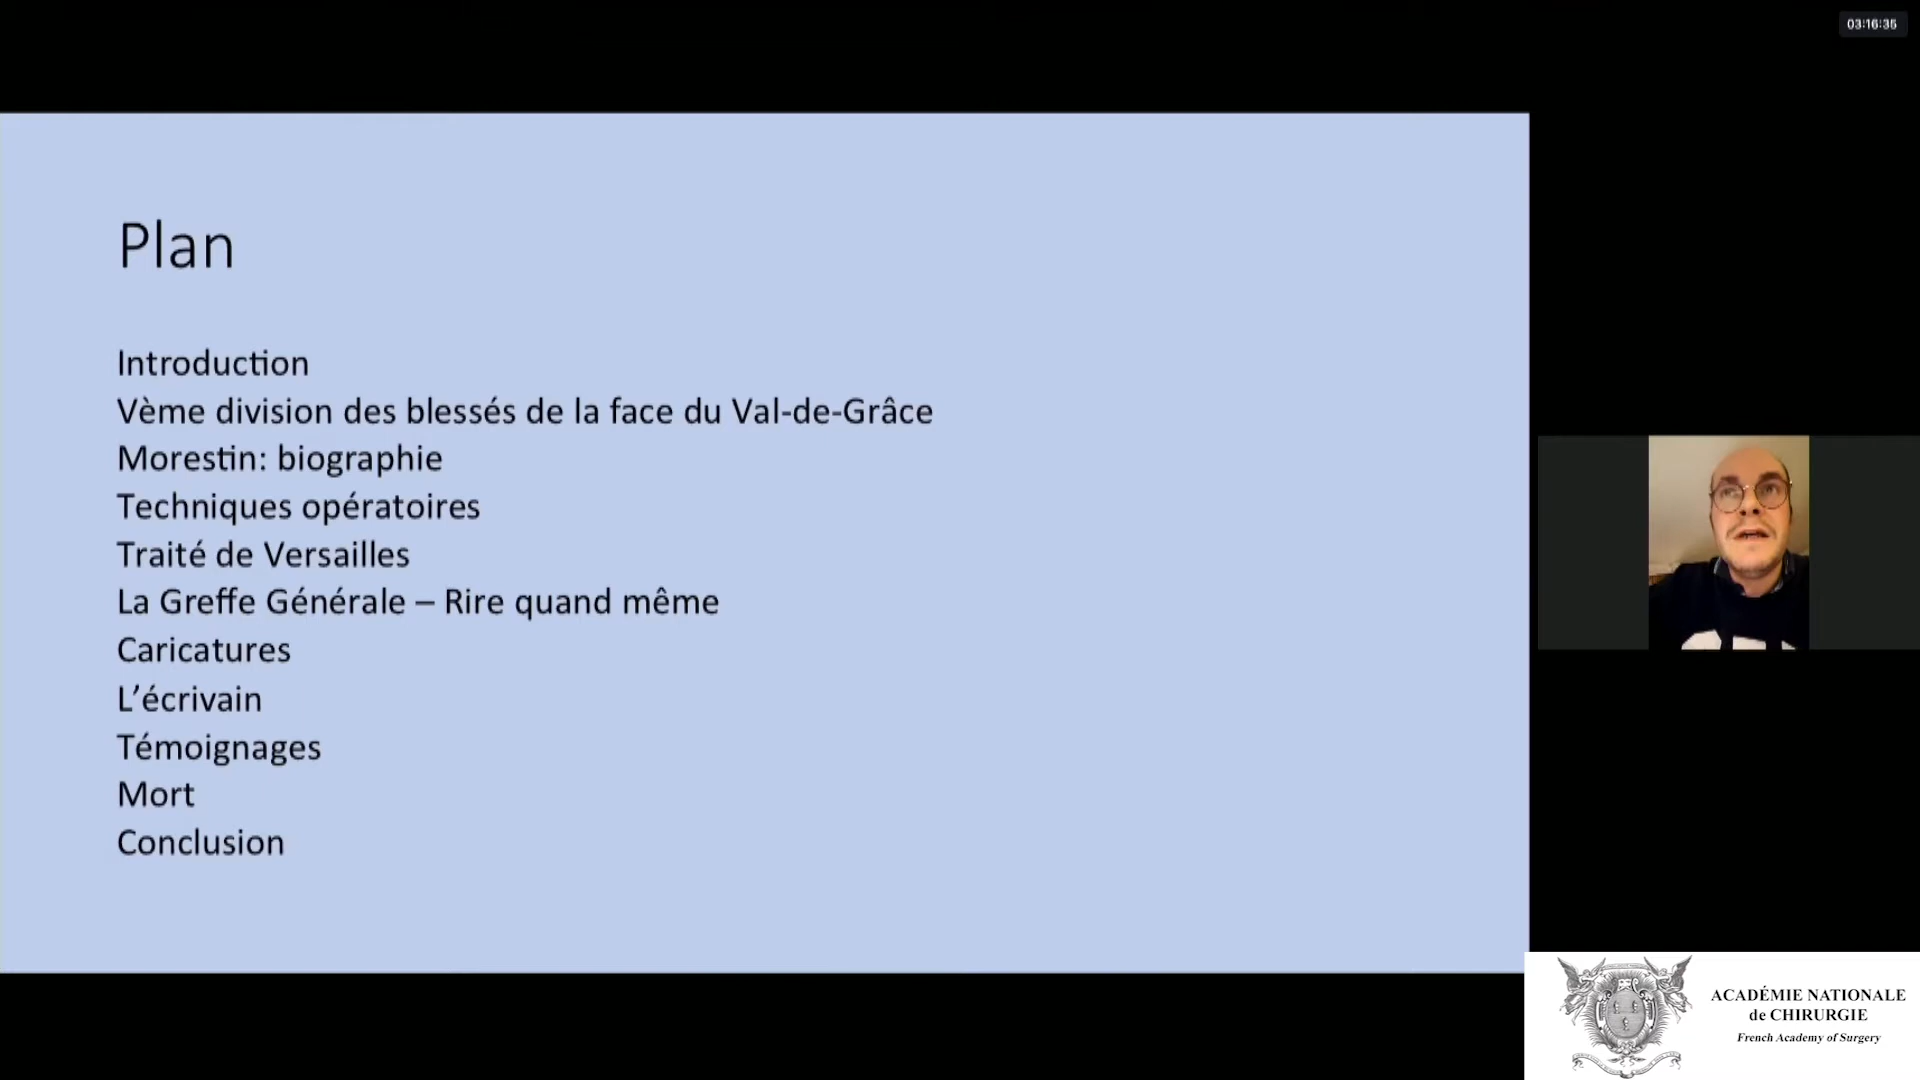 03:16:35
Plan
Introduction
Vème division des blessés de la face du Val-de-Grâce
Morestin: biographie
Techniques opératoires
Traité de Versailles
La Greffe Générale – Rire quand même
Caricatures
L’écrivain
Témoignages
Mort
Conclusion
ACADÉMIE NATIONALE
de CHIRURGIE
French Academy of Surgery